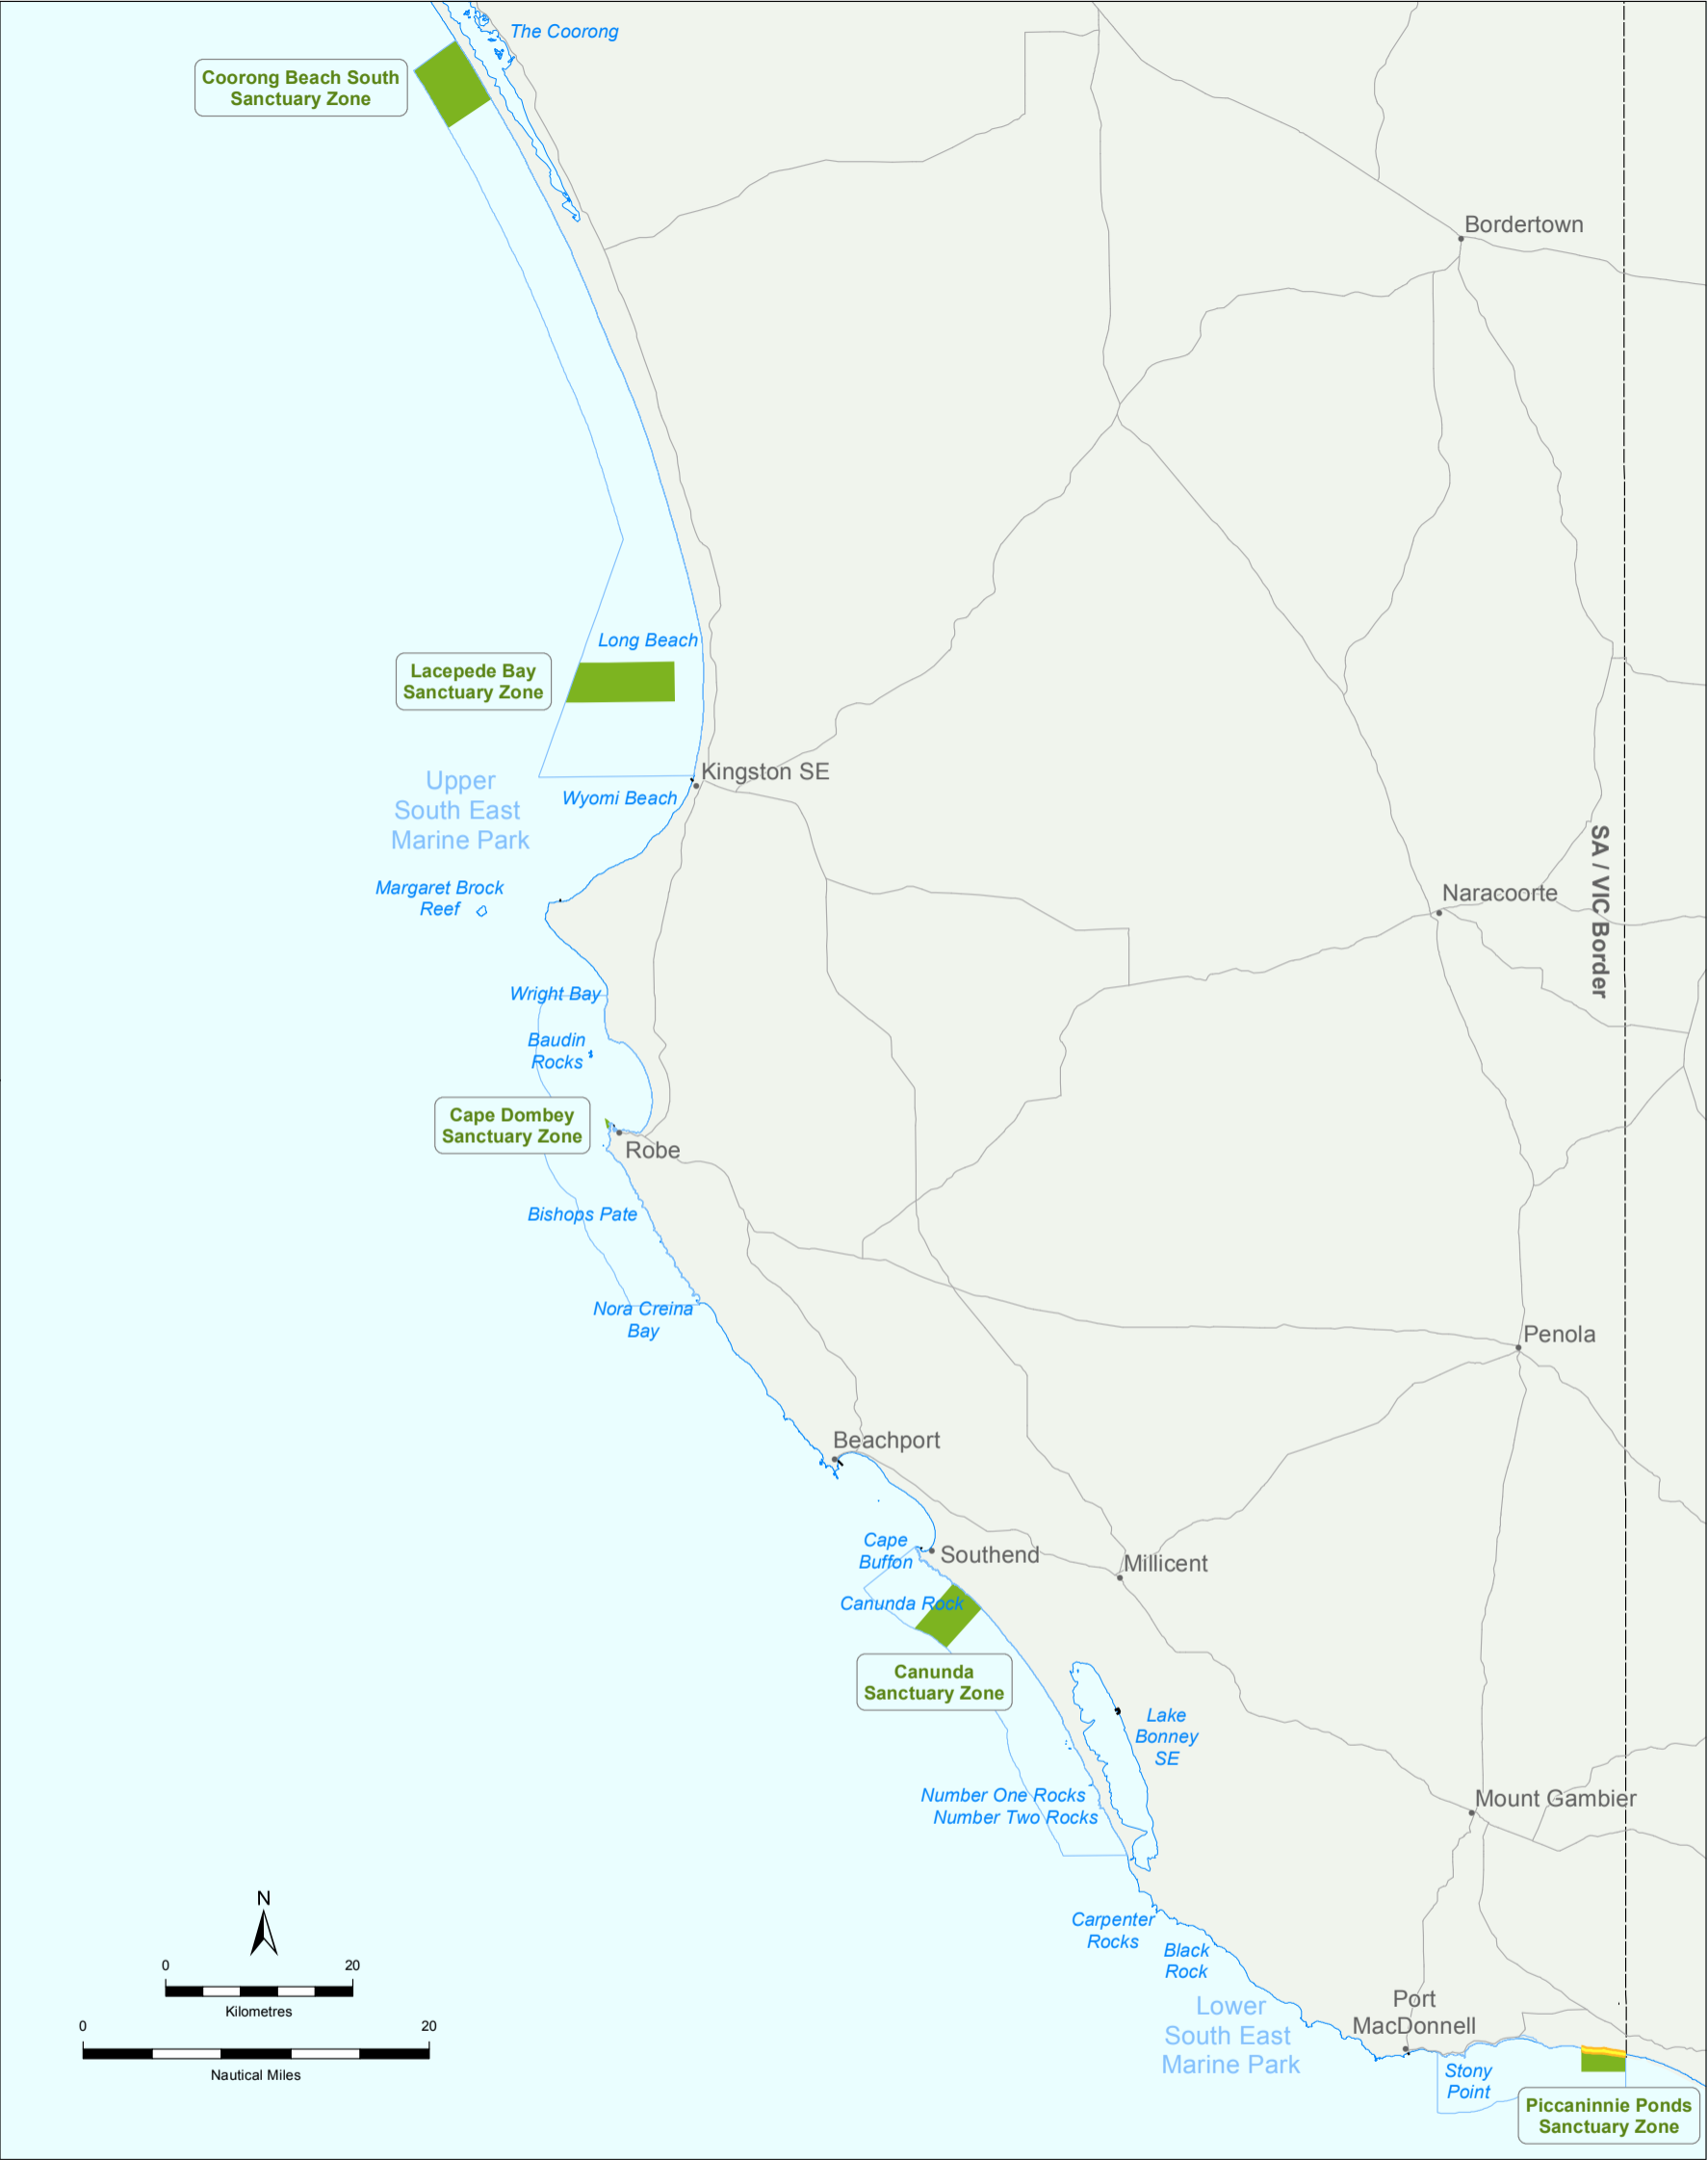 The Coorong
Coorong Beach South
Sanctuary Zone
Bordertown
Long Beach
Lacepede Bay
Sanctuary Zone
Kingston SE
Upper
South East
Marine Park
Wyomi Beach
SA / VIC Border
Margaret Brock
Reef
Naracoorte
Wright Bay
Baudin
Rocks
Cape Dombey
Sanctuary Zone
Robe
Bishops Pate
Nora Creina
Bay
Penola
Beachport
Cape
Buffon
Southend
Millicent
Canunda Rock
Canunda
Sanctuary Zone
Lake
Bonney
SE
Number One Rocks
Number Two Rocks
Mount Gambier
N
Carpenter
Rocks
Black
Rock
0 20
Kilometres
Lower
South East
Marine Park
Port
MacDonnell
0 20
Nautical Miles
Stony
Point
Piccaninnie Ponds
Sanctuary Zone